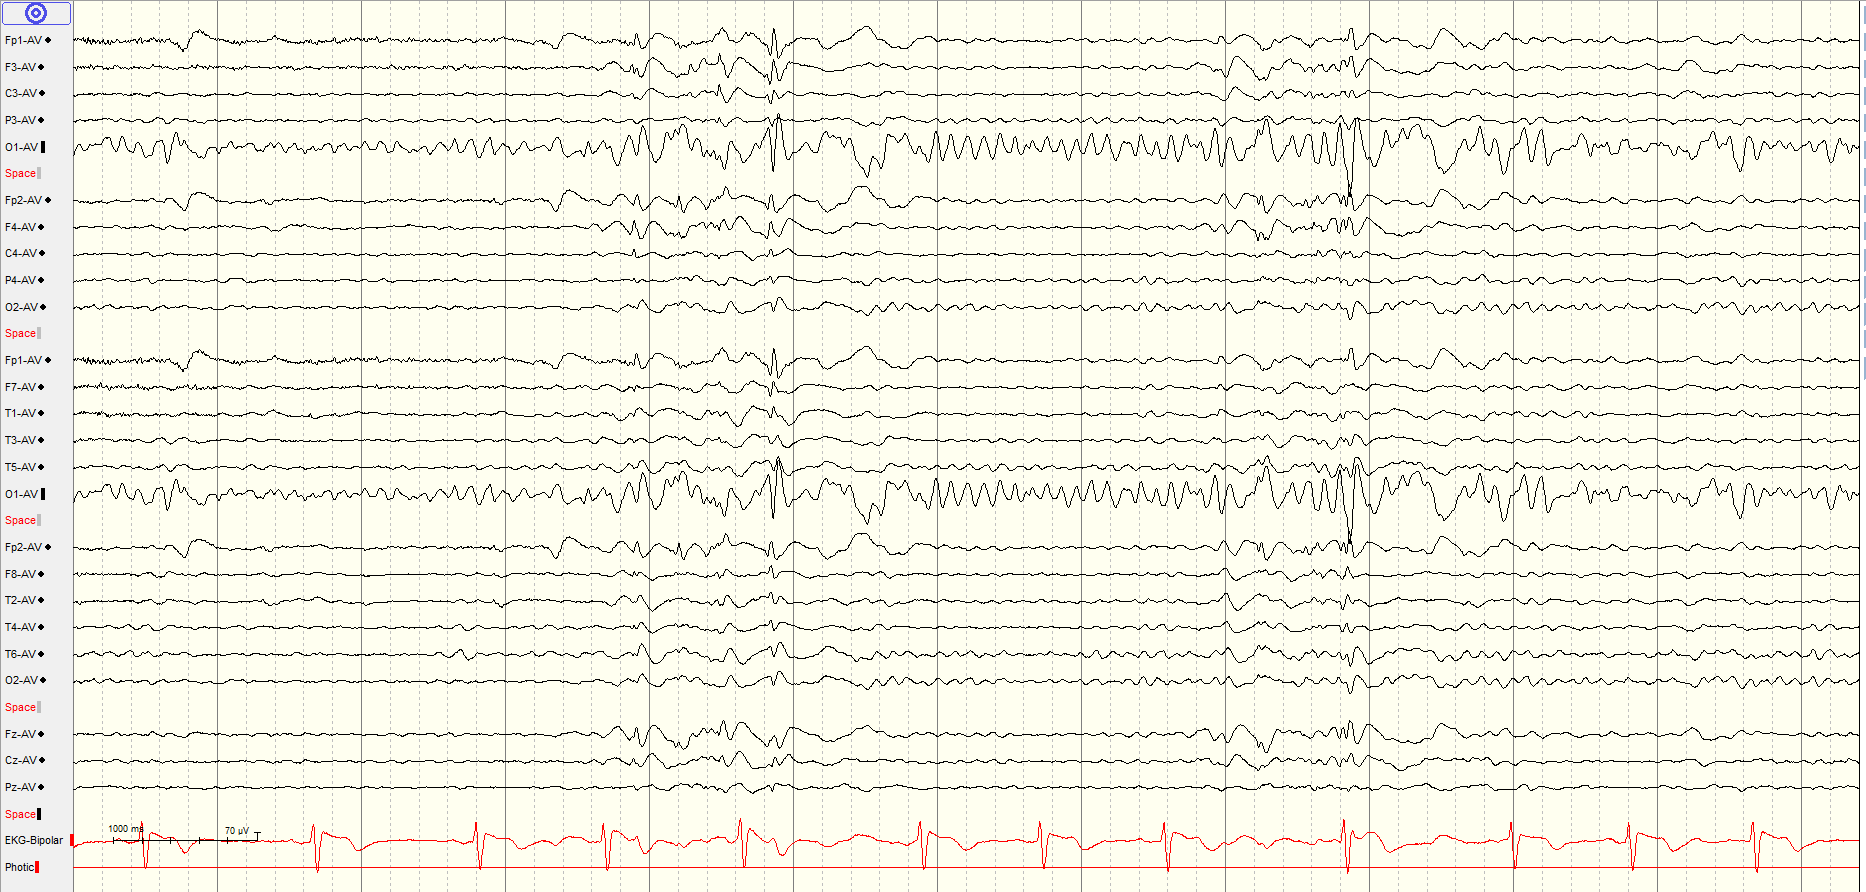 Fp1-AV
F3-AV
C3-AV
P3-AV
O1-AV
Space
Fp2-AV
F4-AV
C4-AV
P4-AV
O2-AV
Space
Fp1-AV
F7-AV
T1-AV
T3-AV
T5-AV
O1-AV
Space
Fp2-AV
F8-AV
T2-AV
T4-AV
T6-AV
O2-AV
Space
Fz-AV
Cz-AV
Pz-AV
Space
1000 ms 70 µV
EKG-Bipolar
Photic